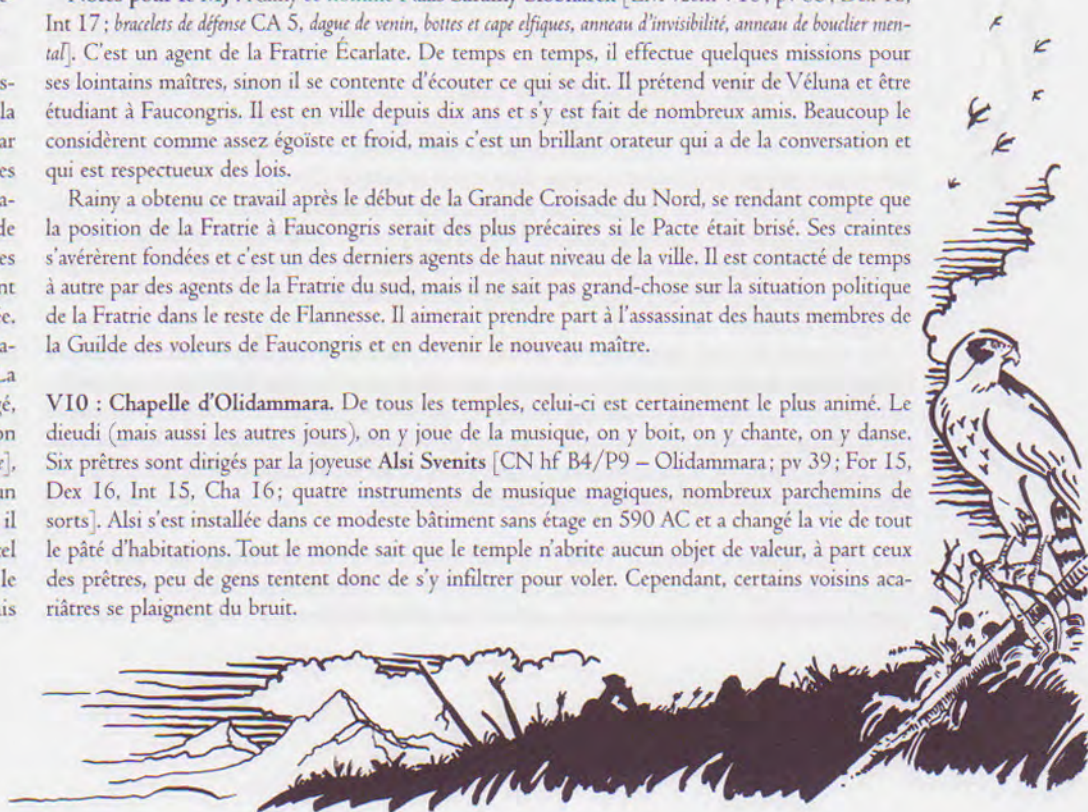 s-
la
ar
es
a-
de
es
nt
ée.
a-
La
gé,
on
e],
un
il
tel
le
ais
Int 17 ; bracelets de défense CA 5, dague de venin, bottes et cape elfiques, anneau d'invisibilité, anneau de bouclier men-
tal]. C'est un agent de la Fratrie Écarlate. De temps en temps, il effectue quelques missions pour
ses lointains maîtres, sinon il se contente d'écouter ce qui se dit. Il prétend venir de Véluna et être
étudiant à Faucongris. Il est en ville depuis dix ans et s'y est fait de nombreux amis. Beaucoup le
considèrent comme assez égoïste et froid, mais c'est un brillant orateur qui a de la conversation et
qui est respectueux des lois.
Rainy a obtenu ce travail après le début de la Grande Croisade du Nord, se rendant compte que
la position de la Fratrie à Faucongris serait des plus précaires si le Pacte était brisé. Ses craintes
s'avérèrent fondées et c'est un des derniers agents de haut niveau de la ville. Il est contacté de temps
à autre par des agents de la Fratrie du sud, mais il ne sait pas grand-chose sur la situation politique
de la Fratrie dans le reste de Flannesse. Il aimerait prendre part à l'assassinat des hauts membres de
la Guilde des voleurs de Faucongris et en devenir le nouveau maître.
V10 : Chapelle d'Olidammara. De tous les temples, celui-ci est certainement le plus animé. Le
dieudi (mais aussi les autres jours), on y joue de la musique, on y boit, on y chante, on y danse.
Six prêtres sont dirigés par la joyeuse Alsi Svenits [CN hf B4/P9 – Olidammara ; pv 39 ; For 15,
Dex 16, Int 15, Cha 16 ; quatre instruments de musique magiques, nombreux parchemins de
sorts]. Alsi s'est installée dans ce modeste bâtiment sans étage en 590 AC et a changé la vie de tout
le pâté d'habitations. Tout le monde sait que le temple n'abrite aucun objet de valeur, à part ceux
des prêtres, peu de gens tentent donc de s'y infiltrer pour voler. Cependant, certains voisins aca-
riâtres se plaignent du bruit.